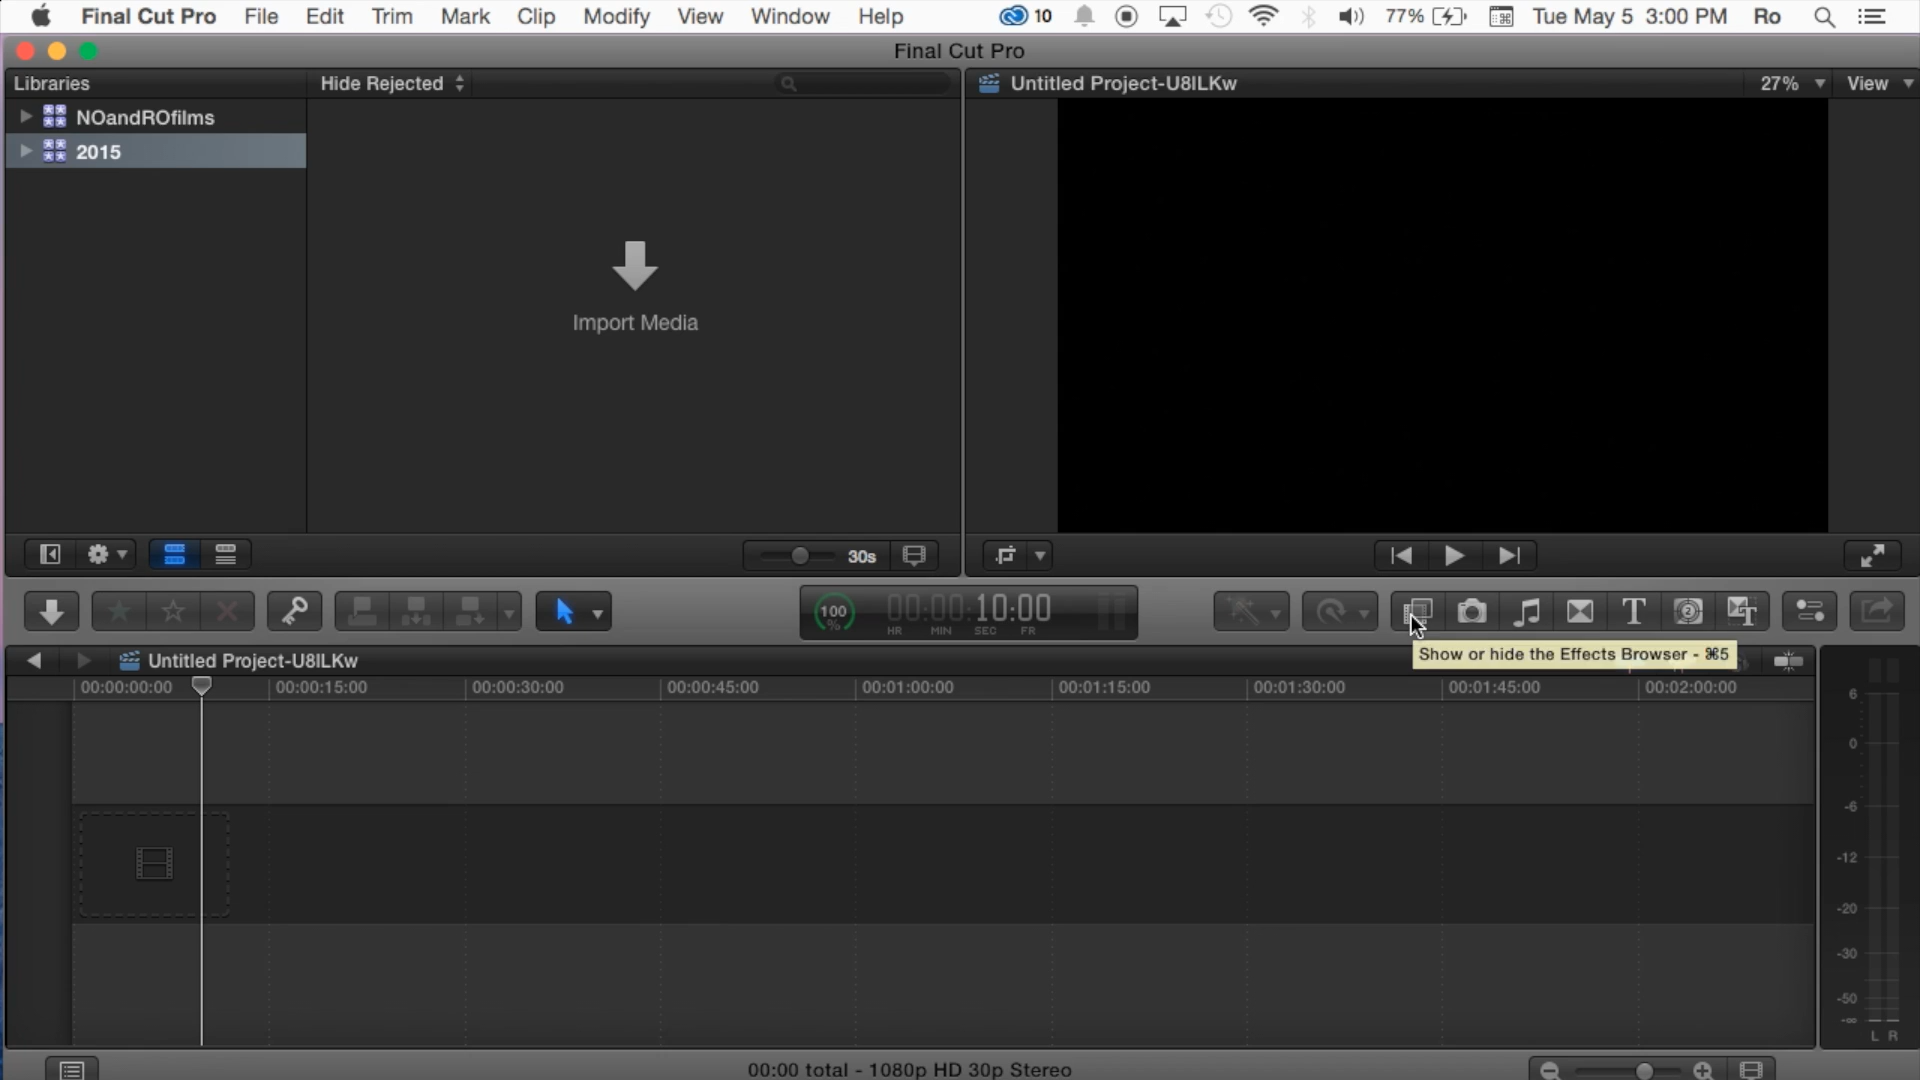 Final Cut Pro File Edit Trim Mark Clip Modify View Window Help 10 77% Tue May 5 3:00 PM Ro
Final Cut Pro
Libraries Hide Rejected Untitled Project-U8ILKw 27% View
NOandROfilms
2015
Import Media
30s
100 % 00:00:10:00
HR MIN SEC FR
T 2 T
Show or hide the Effects Browser - ⌘5
Untitled Project-U8ILKw
00:00:00:00 00:00:15:00 00:00:30:00 00:00:45:00 00:01:00:00 00:01:15:00 00:01:30:00 00:01:45:00 00:02:00:00
6
0
-6
-12
-20
-30
-50
-∞
L R
00:00 total - 1080p HD 30p Stereo